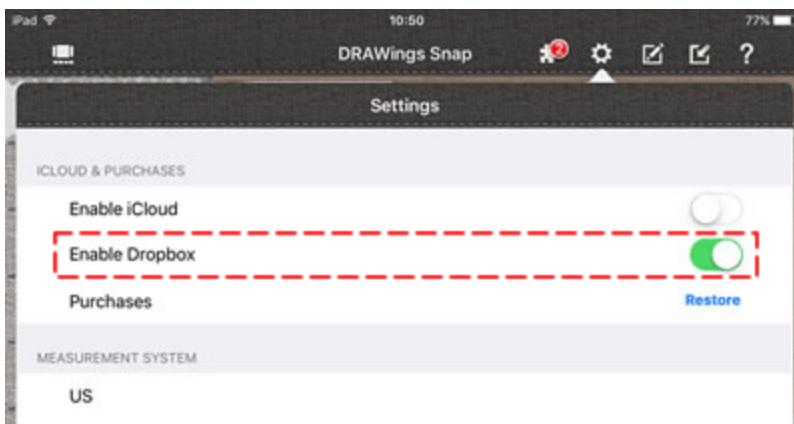 iPad 10:50 77%
DRAWings Snap 2 ?
Settings
ICLOUD & PURCHASES
Enable iCloud
Enable Dropbox
Purchases Restore
MEASUREMENT SYSTEM
US